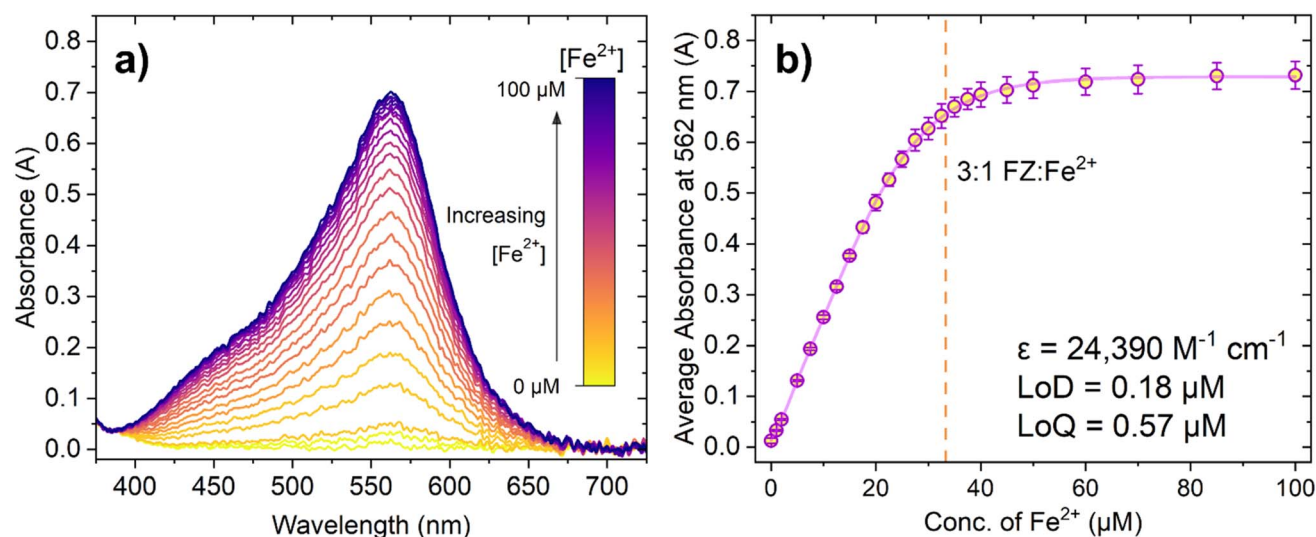 a)
Absorbance (A)
0.8
0.7
0.6
0.5
0.4
0.3
0.2
0.1
0.0
400 450 500 550 600 650 700
Wavelength (nm)
[Fe²⁺]
100 μM
Increasing
[Fe²⁺]
0 μM
b)
Average Absorbance at 562 nm (A)
0.8
0.7
0.6
0.5
0.4
0.3
0.2
0.1
0.0
3:1 FZ:Fe²⁺
ε = 24,390 M⁻¹ cm⁻¹
LoD = 0.18 μM
LoQ = 0.57 μM
0 20 40 60 80 100
Conc. of Fe²⁺ (μM)